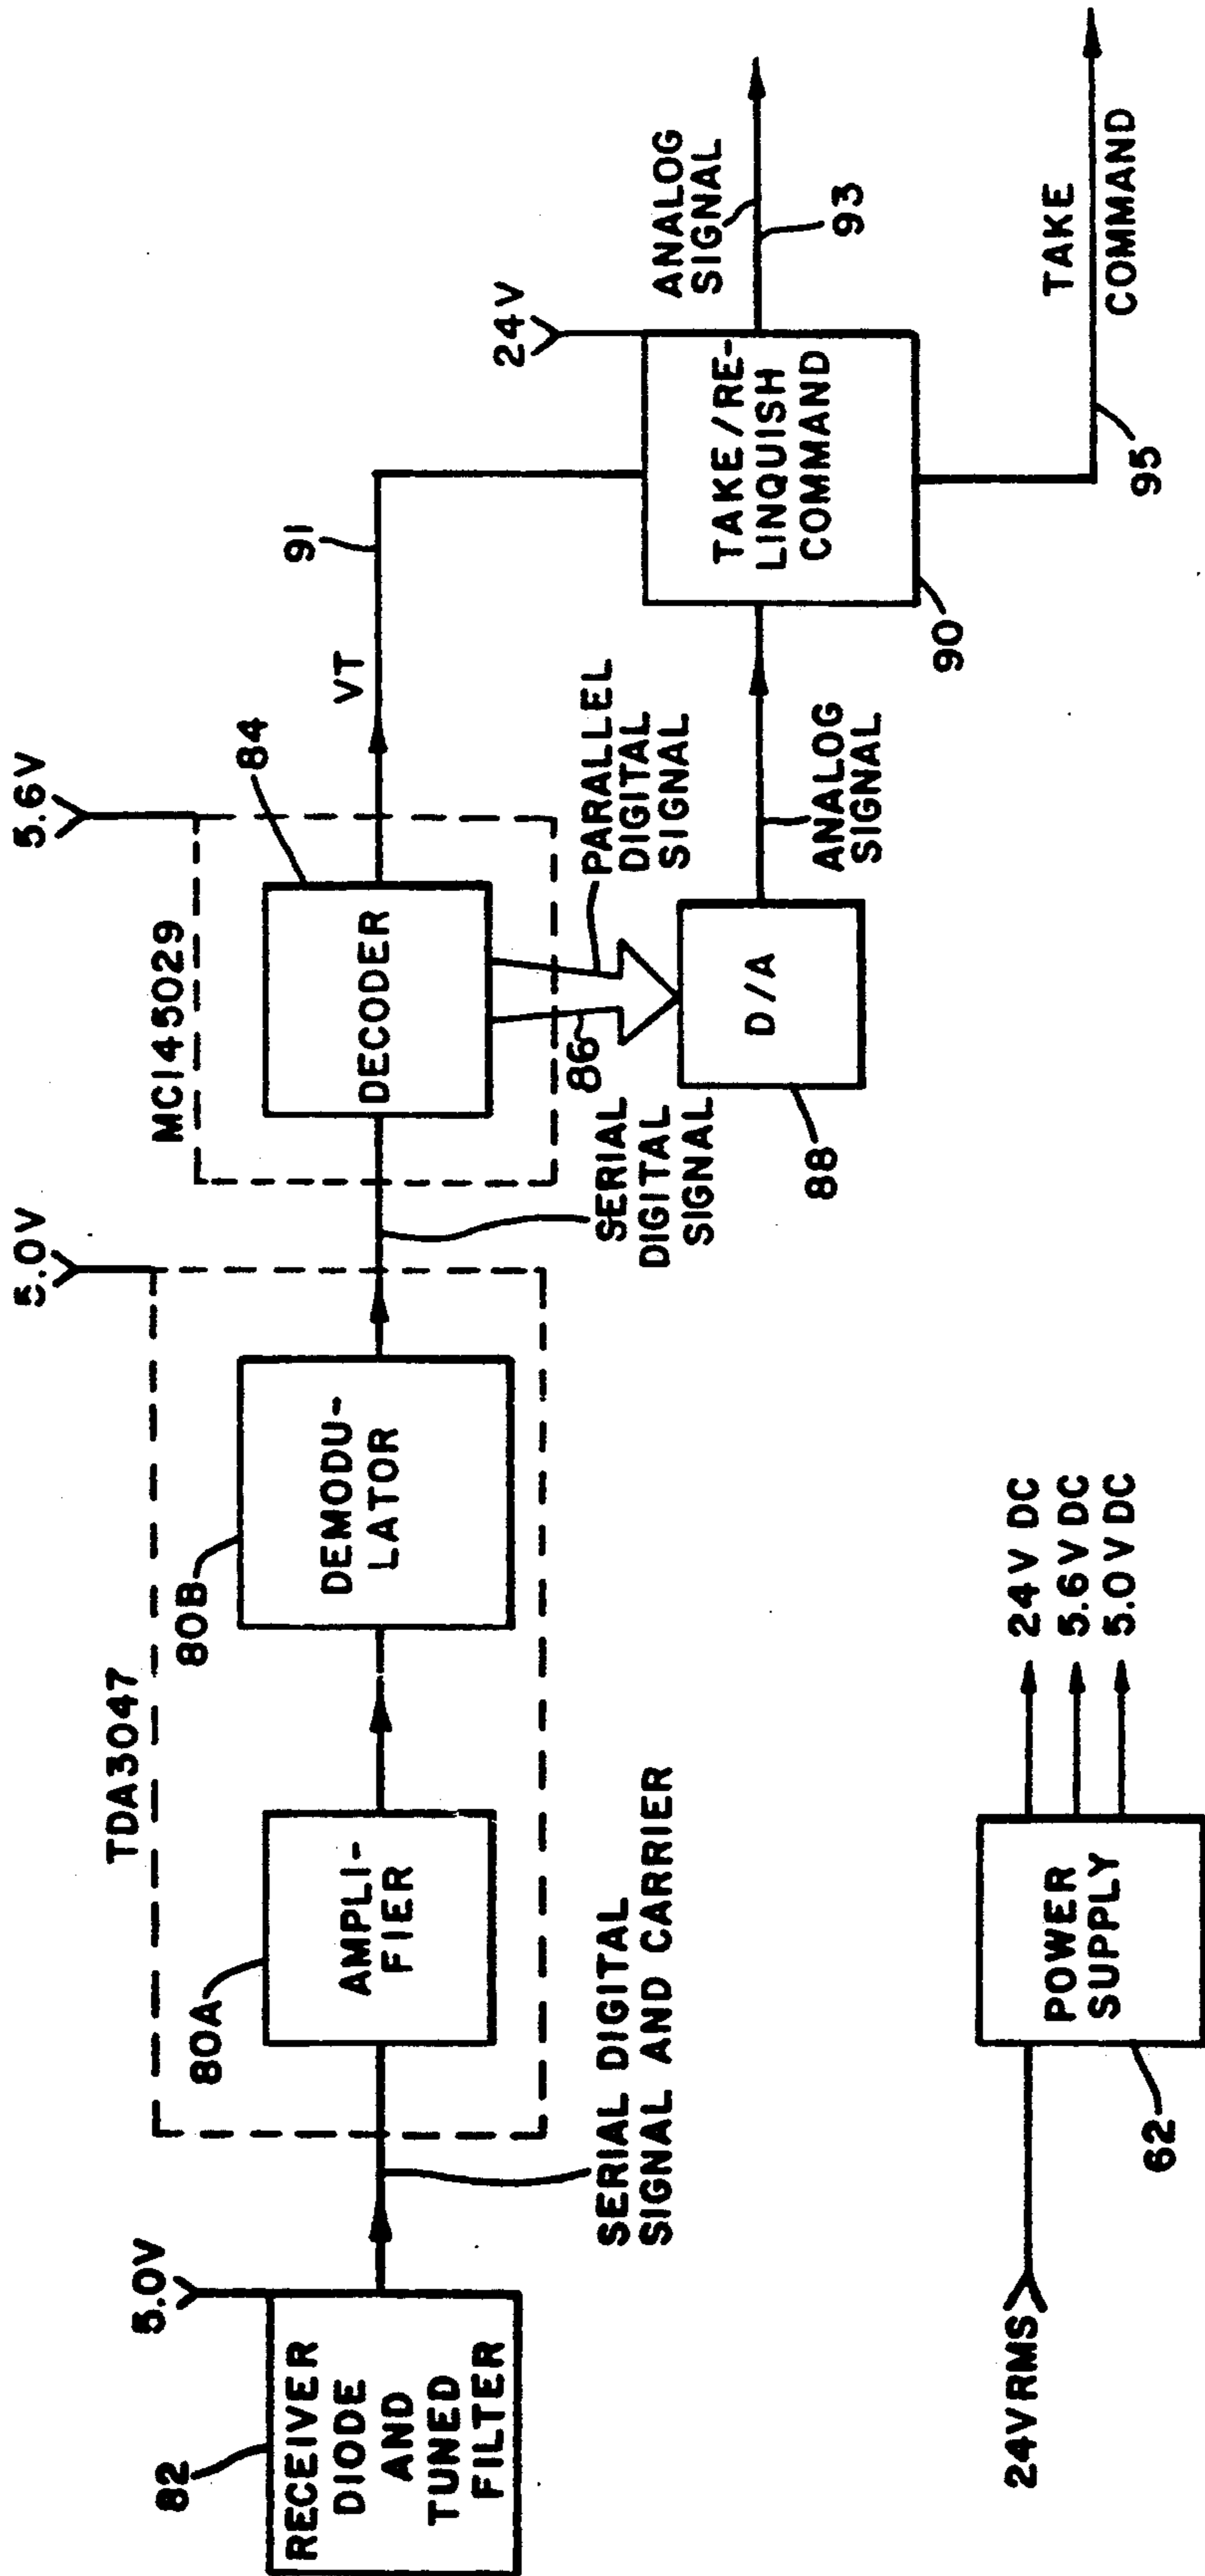 82
RECEIVER
DIODE
AND
TUNED
FILTER
5.0V
SERIAL DIGITAL
SIGNAL AND CARRIER
TDA3047
80A
AMPLI-
FIER
80B
DEMODU-
LATOR
5.0V
SERIAL
DIGITAL
SIGNAL
MC145029
DECODER
84
5.6V
86
PARALLEL
DIGITAL
SIGNAL
D/A
88
VT
91
ANALOG
SIGNAL
24V
TAKE/RE-
LINQUISH
COMMAND
90
ANALOG
SIGNAL
93
TAKE
COMMAND
95
24VRMS
POWER
SUPPLY
62
24V DC
5.6V DC
5.0V DC